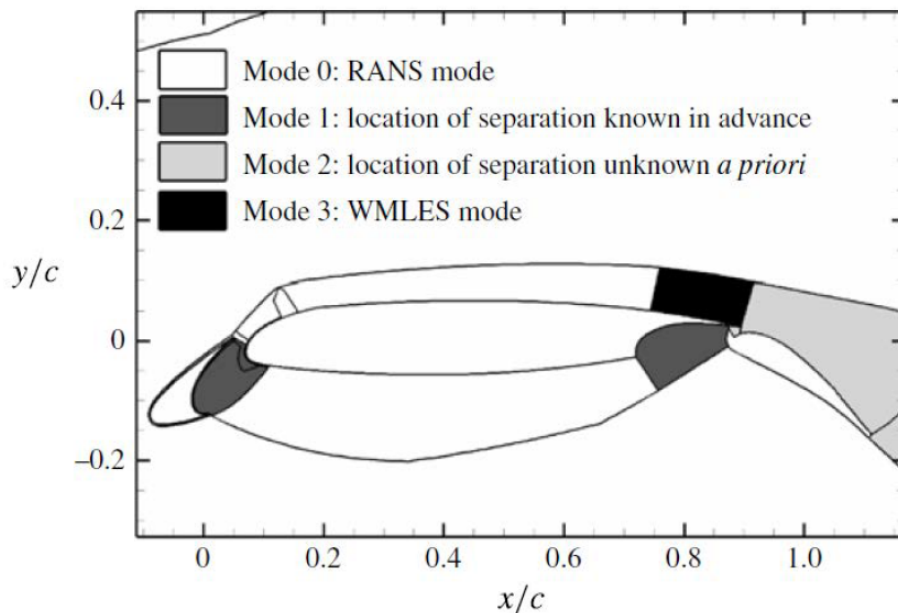 Mode 0: RANS mode
Mode 1: location of separation known in advance
Mode 2: location of separation unknown a priori
Mode 3: WMLES mode
0.4
0.2
y/c
0
–0.2
0 0.2 0.4 0.6 0.8 1.0
x/c